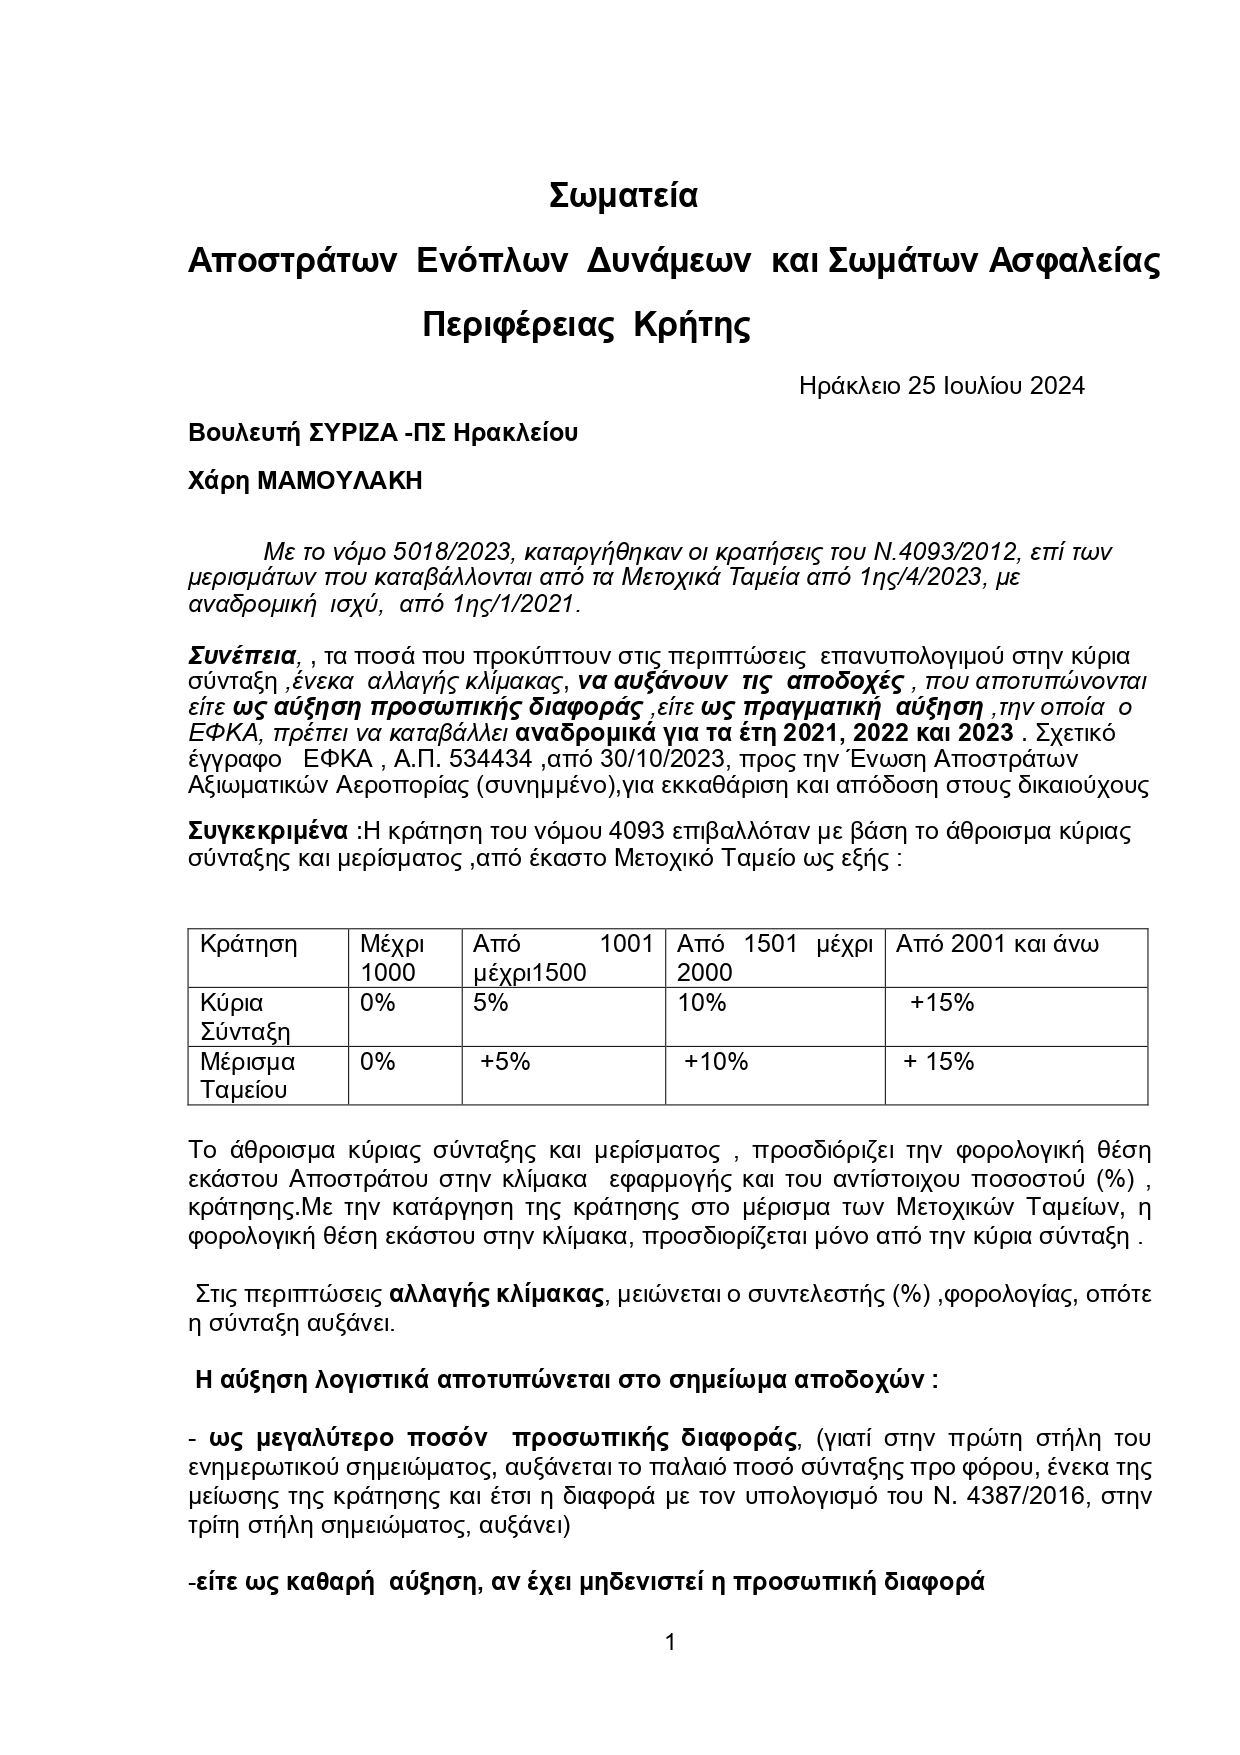 Σωματεία
Αποστράτων Ενόπλων Δυνάμεων και Σωμάτων Ασφαλείας
Περιφέρειας Κρήτης
Ηράκλειο 25 Ιουλίου 2024
Βουλευτή ΣΥΡΙΖΑ -ΠΣ Ηρακλείου
Χάρη ΜΑΜΟΥΛΑΚΗ
Με το νόμο 5018/2023, καταργήθηκαν οι κρατήσεις του Ν.4093/2012, επί των
μερισμάτων που καταβάλλονται από τα Μετοχικά Ταμεία από 1ης/4/2023, με
αναδρομική ισχύ, από 1ης/1/2021.
Συνέπεια, , τα ποσά που προκύπτουν στις περιπτώσεις επανυπολογιμού στην κύρια
σύνταξη ,ένεκα αλλαγής κλίμακας, να αυξάνουν τις αποδοχές , που αποτυπώνονται
είτε ως αύξηση προσωπικής διαφοράς ,είτε ως πραγματική αύξηση ,την οποία ο
ΕΦΚΑ, πρέπει να καταβάλλει αναδρομικά για τα έτη 2021, 2022 και 2023 . Σχετικό
έγγραφο ΕΦΚΑ , Α.Π. 534434 ,από 30/10/2023, προς την Ένωση Αποστράτων
Αξιωματικών Αεροπορίας (συνημμένο),για εκκαθάριση και απόδοση στους δικαιούχους
Συγκεκριμένα :Η κράτηση του νόμου 4093 επιβαλλόταν με βάση το άθροισμα κύριας
σύνταξης και μερίσματος ,από έκαστο Μετοχικό Ταμείο ως εξής :
Κράτηση Μέχρι Από 1001 Από 1501 μέχρι Από 2001 και άνω
1000 μέχρι1500 2000
Κύρια 0% 5% 10% +15%
Σύνταξη
Μέρισμα 0% +5% +10% + 15%
Ταμείου
Το άθροισμα κύριας σύνταξης και μερίσματος , προσδιόριζει την φορολογική θέση
εκάστου Αποστράτου στην κλίμακα εφαρμογής και του αντίστοιχου ποσοστού (%) ,
κράτησης.Με την κατάργηση της κράτησης στο μέρισμα των Μετοχικών Ταμείων, η
φορολογική θέση εκάστου στην κλίμακα, προσδιορίζεται μόνο από την κύρια σύνταξη .
Στις περιπτώσεις αλλαγής κλίμακας, μειώνεται ο συντελεστής (%) ,φορολογίας, οπότε
η σύνταξη αυξάνει.
Η αύξηση λογιστικά αποτυπώνεται στο σημείωμα αποδοχών :
- ως μεγαλύτερο ποσόν προσωπικής διαφοράς, (γιατί στην πρώτη στήλη του
ενημερωτικού σημειώματος, αυξάνεται το παλαιό ποσό σύνταξης προ φόρου, ένεκα της
μείωσης της κράτησης και έτσι η διαφορά με τον υπολογισμό του Ν. 4387/2016, στην
τρίτη στήλη σημειώματος, αυξάνει)
-είτε ως καθαρή αύξηση, αν έχει μηδενιστεί η προσωπική διαφορά
1